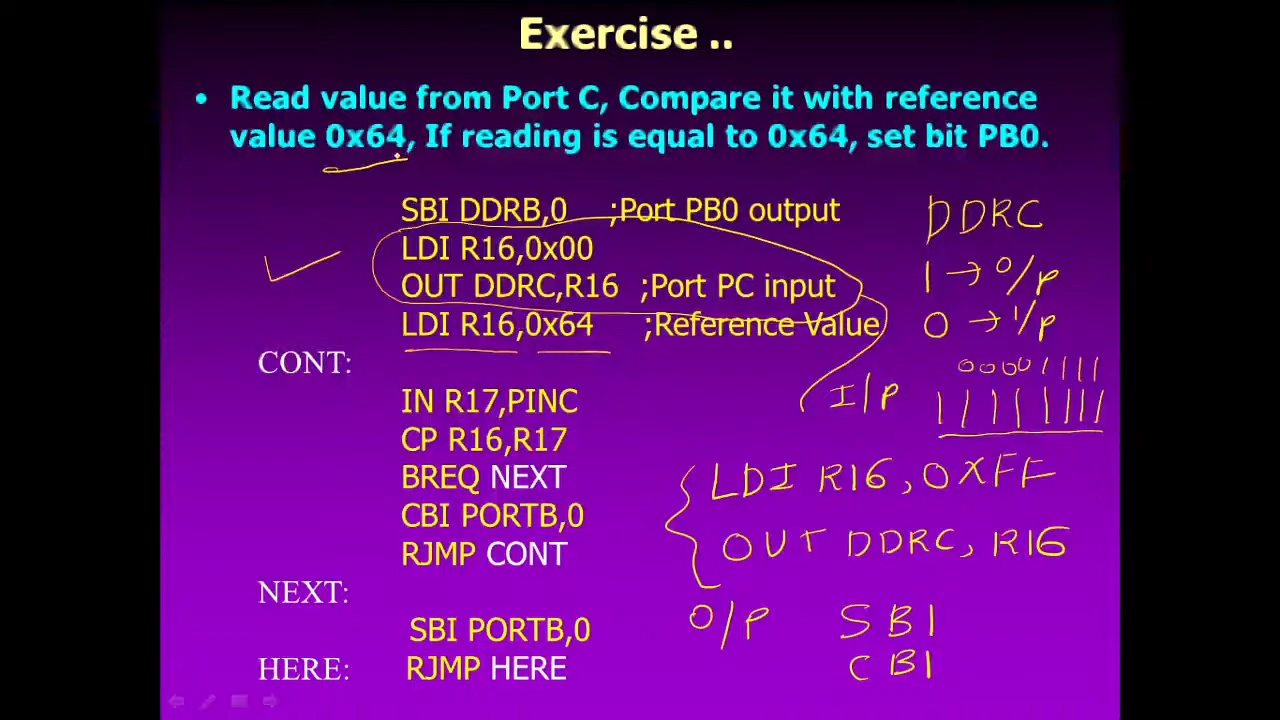 Exercise ..
• Read value from Port C, Compare it with reference
value 0x64, If reading is equal to 0x64, set bit PB0.
SBI DDRB,0 ;Port PB0 output
LDI R16,0x00
OUT DDRC,R16 ;Port PC input
LDI R16,0x64 ;Reference Value
CONT:
IN R17,PINC
CP R16,R17
BREQ NEXT
CBI PORTB,0
RJMP CONT
NEXT:
SBI PORTB,0
HERE: RJMP HERE
DDRC
1 → O/p
0 → I/p
00001111
I/P 11111111
LDI R16, 0XFF
OUT DDRC, R16
O/P SBI
CBI